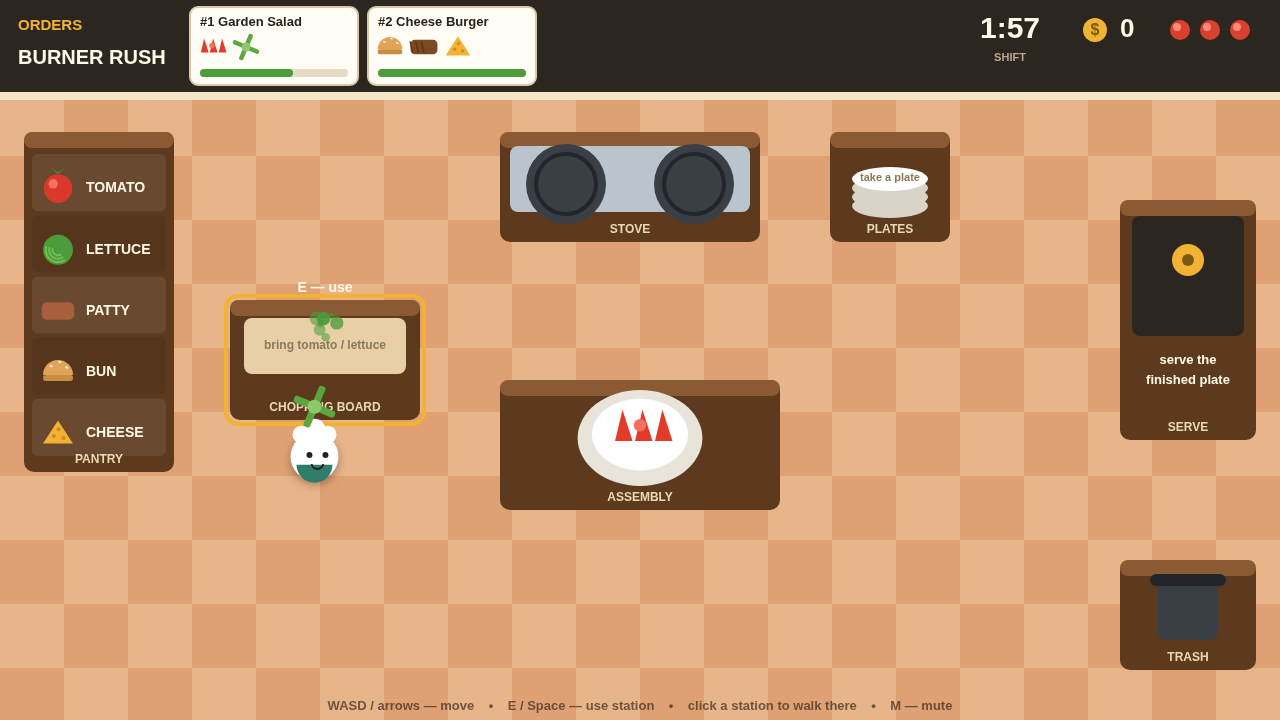 ORDERS
BURNER RUSH
#1 Garden Salad
#2 Cheese Burger
1:57
SHIFT
$ 0
TOMATO
LETTUCE
PATTY
BUN
CHEESE
PANTRY
E — use
bring tomato / lettuce
CHOPPING BOARD
STOVE
take a plate
PLATES
ASSEMBLY
serve the
finished plate
SERVE
TRASH
WASD / arrows — move • E / Space — use station • click a station to walk there • M — mute